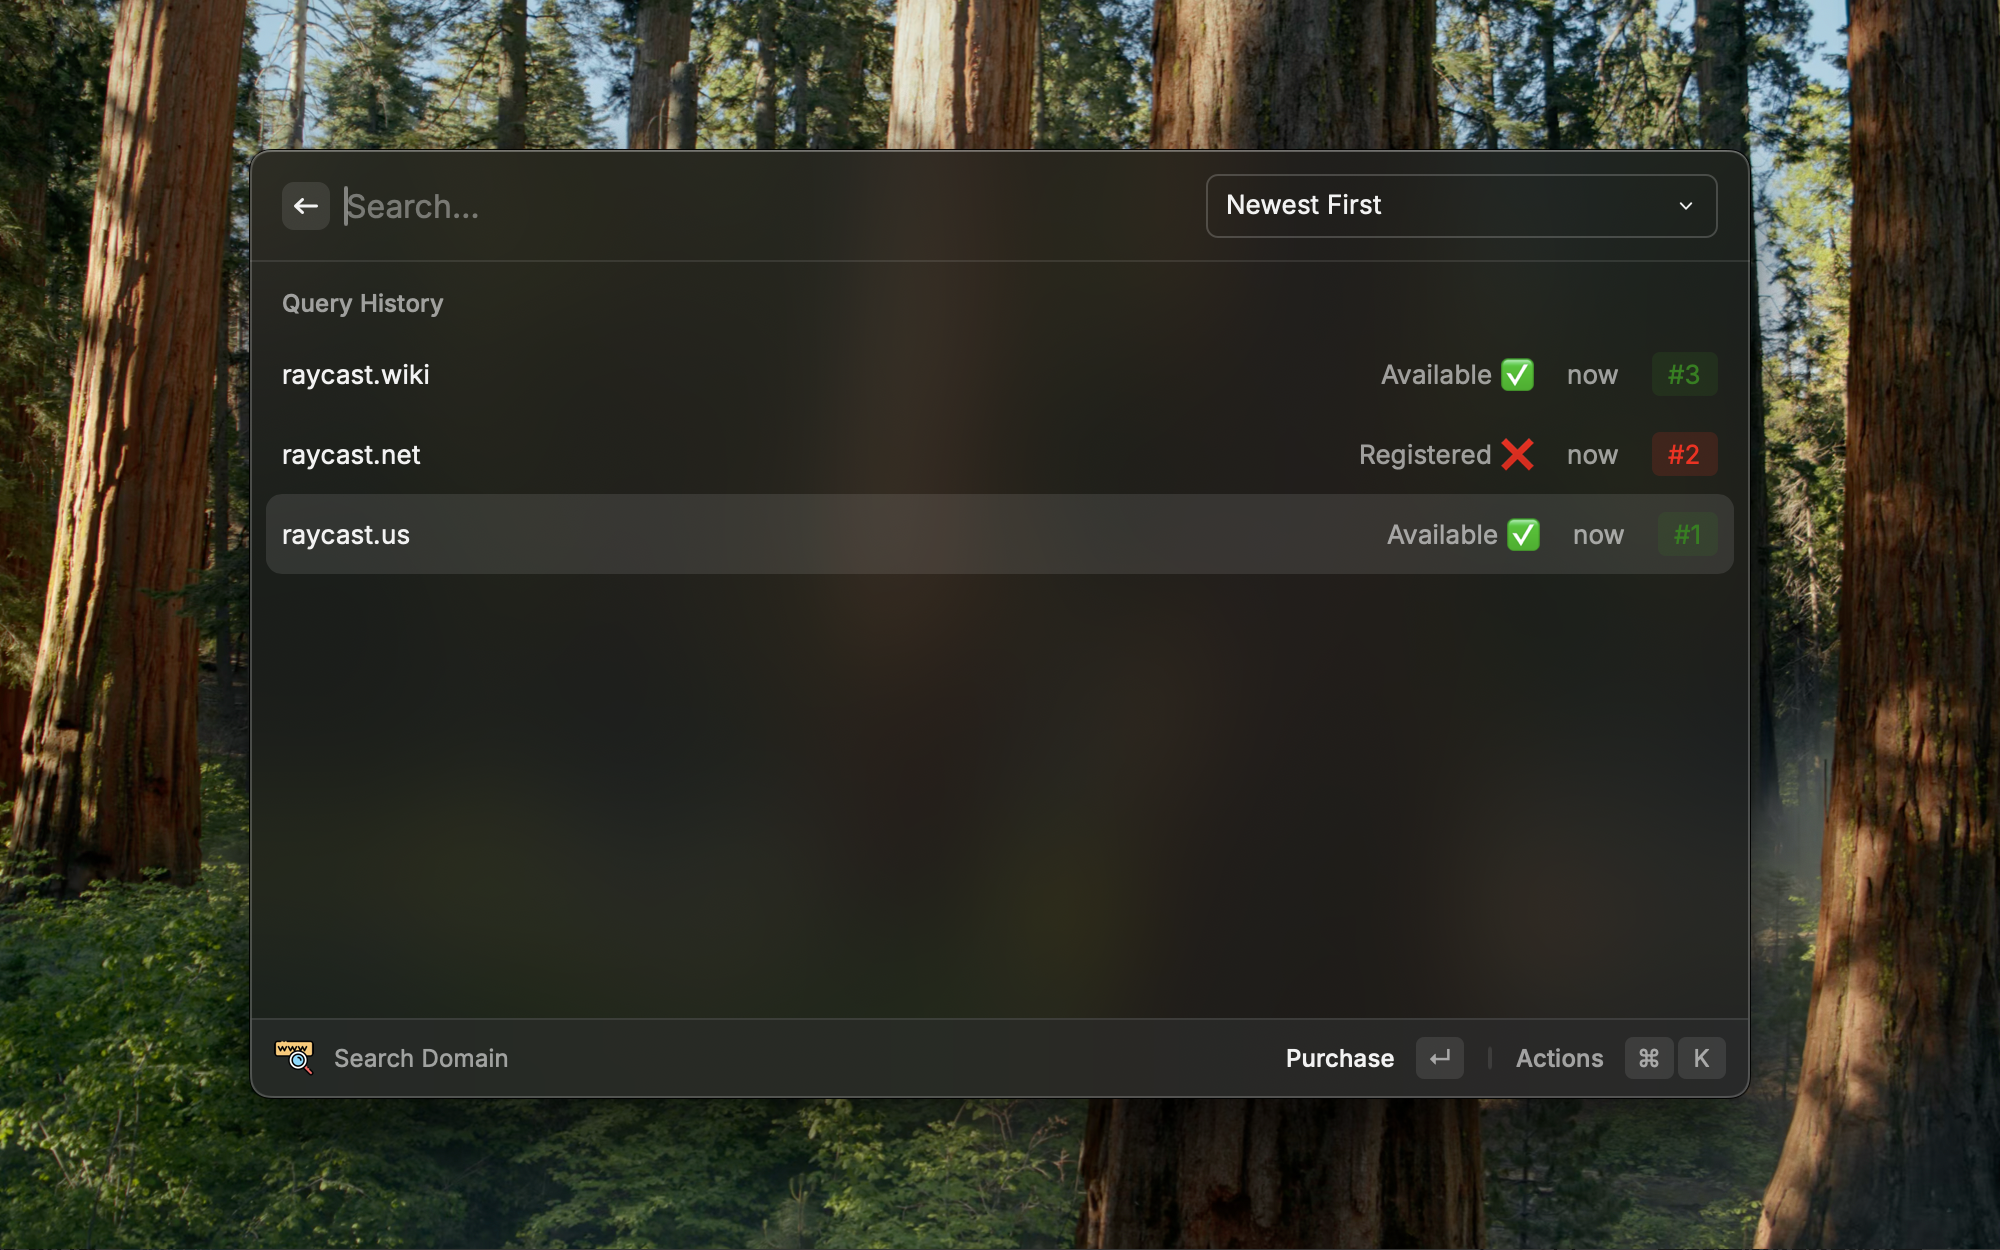 Search...
Newest First
Query History
raycast.wiki Available ✅ now #3
raycast.net Registered ❌ now #2
raycast.us Available ✅ now #1
www Search Domain Purchase ↵ Actions ⌘ K